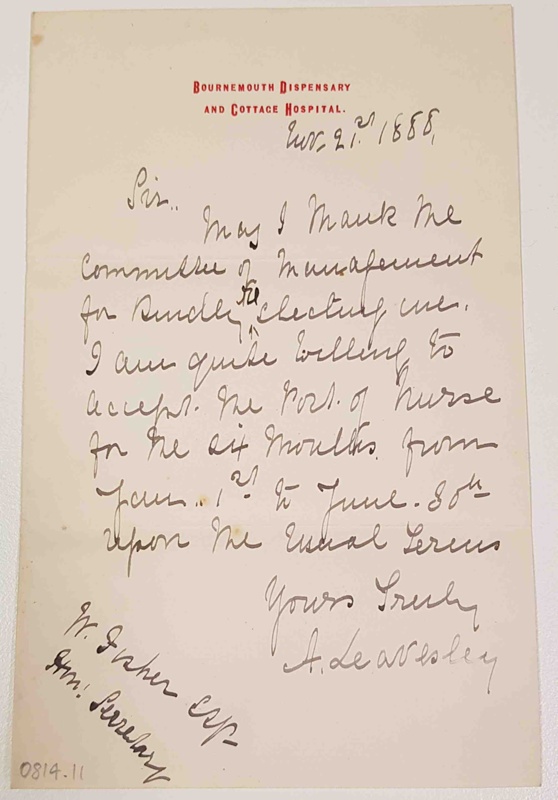 BOURNEMOUTH DISPENSARY
AND COTTAGE HOSPITAL.
Nov. 21st 1888,
Sir,,
May I thank the
Committee of Management
for kindly re electing me.
I am quite willing to
accept the Post of Nurse
for the six months from
Jan.. 1st to June. 30th
upon the usual terms
Yours truly
A. Leavesley
W. Fisher Esq.
Hon: Secretary
0814.11